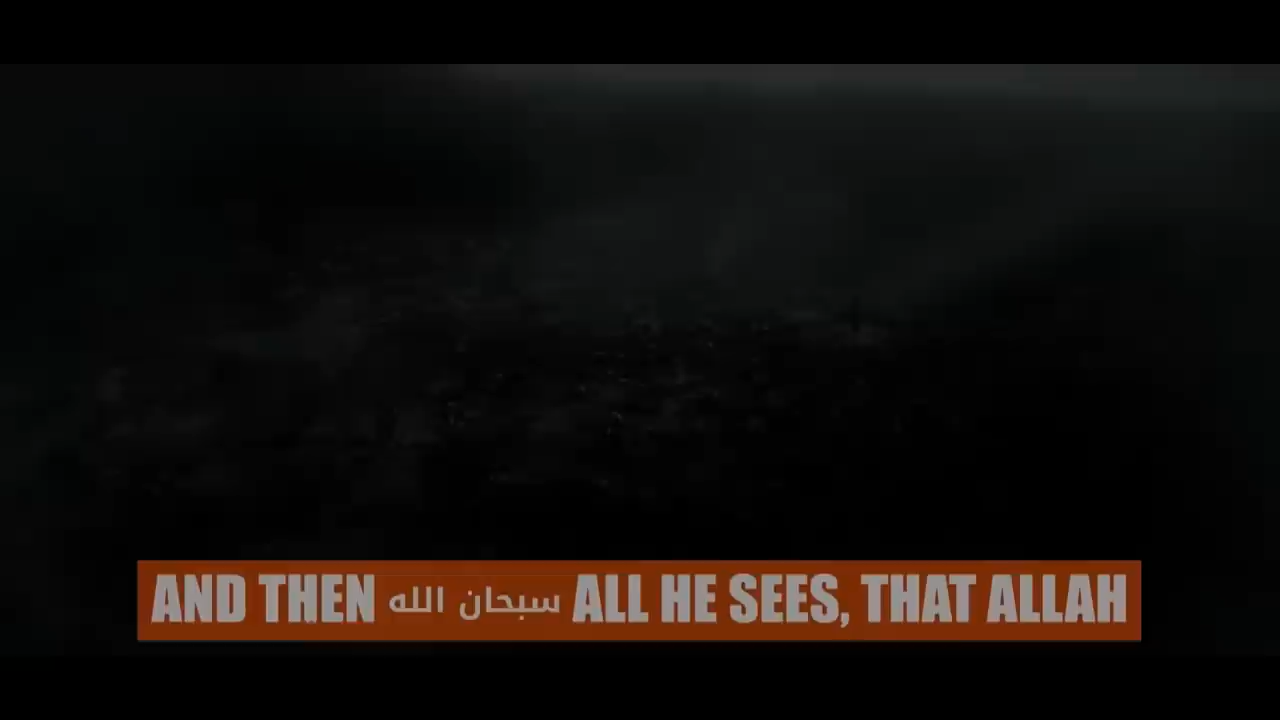 AND THEN سبحان الله ALL HE SEES, THAT ALLAH